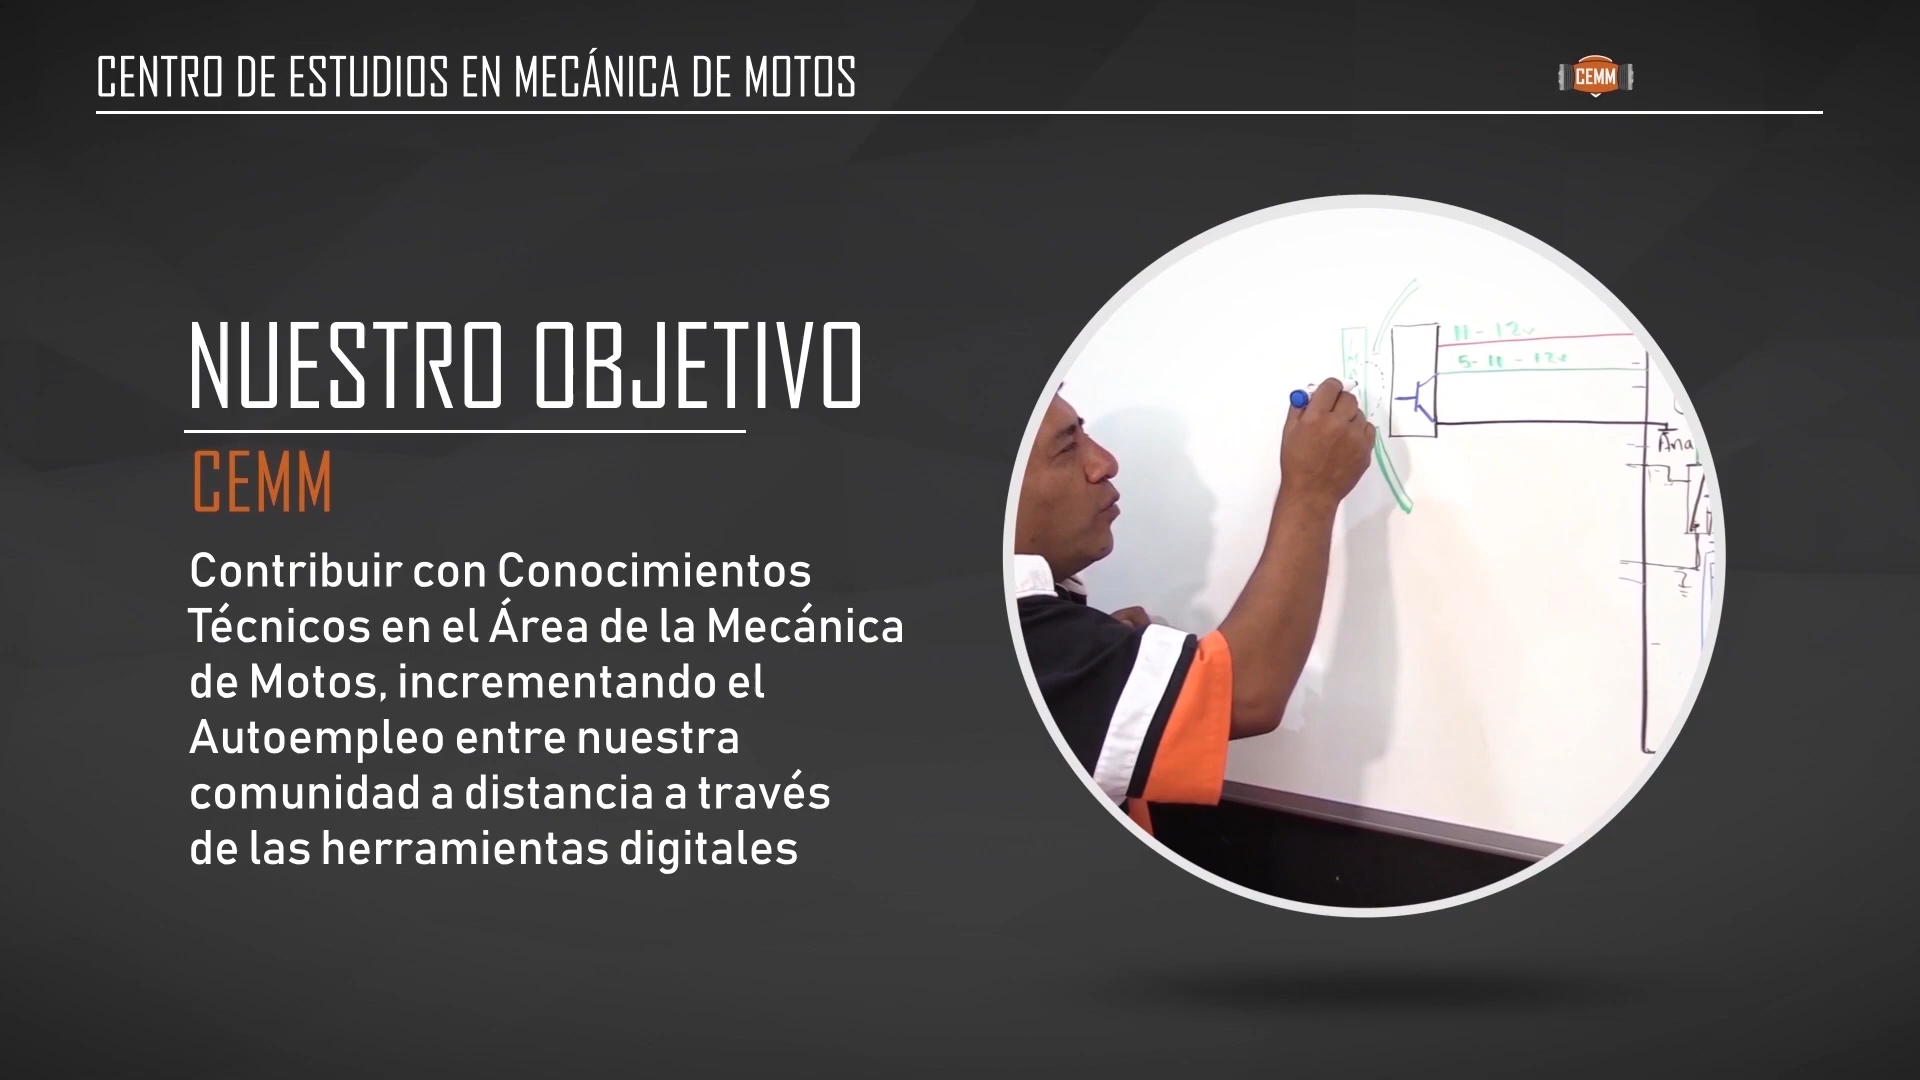 CENTRO DE ESTUDIOS EN MECÁNICA DE MOTOS
CEMM
NUESTRO OBJETIVO
CEMM
Contribuir con Conocimientos
Técnicos en el Área de la Mecánica
de Motos, incrementando el
Autoempleo entre nuestra
comunidad a distancia a través
de las herramientas digitales
11 - 12v
5 - 11 - 12v
Ana